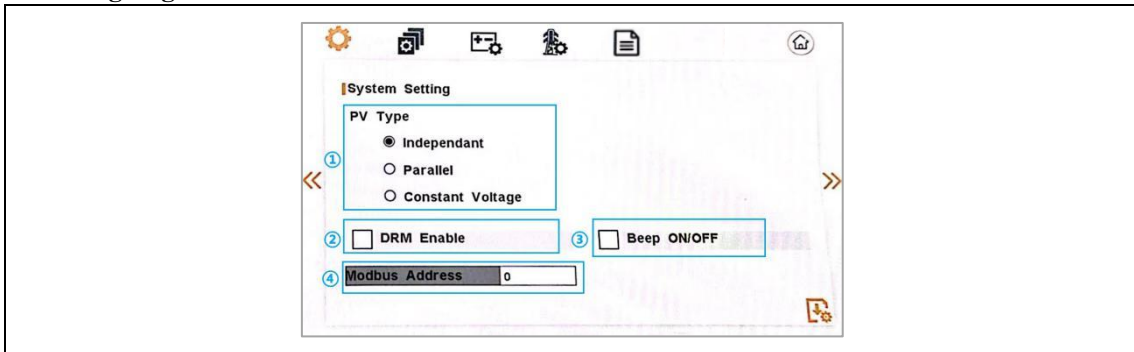 System Setting
PV Type
Independant
① Parallel
Constant Voltage
② DRM Enable ③ Beep ON/OFF
④ Modbus Address 0